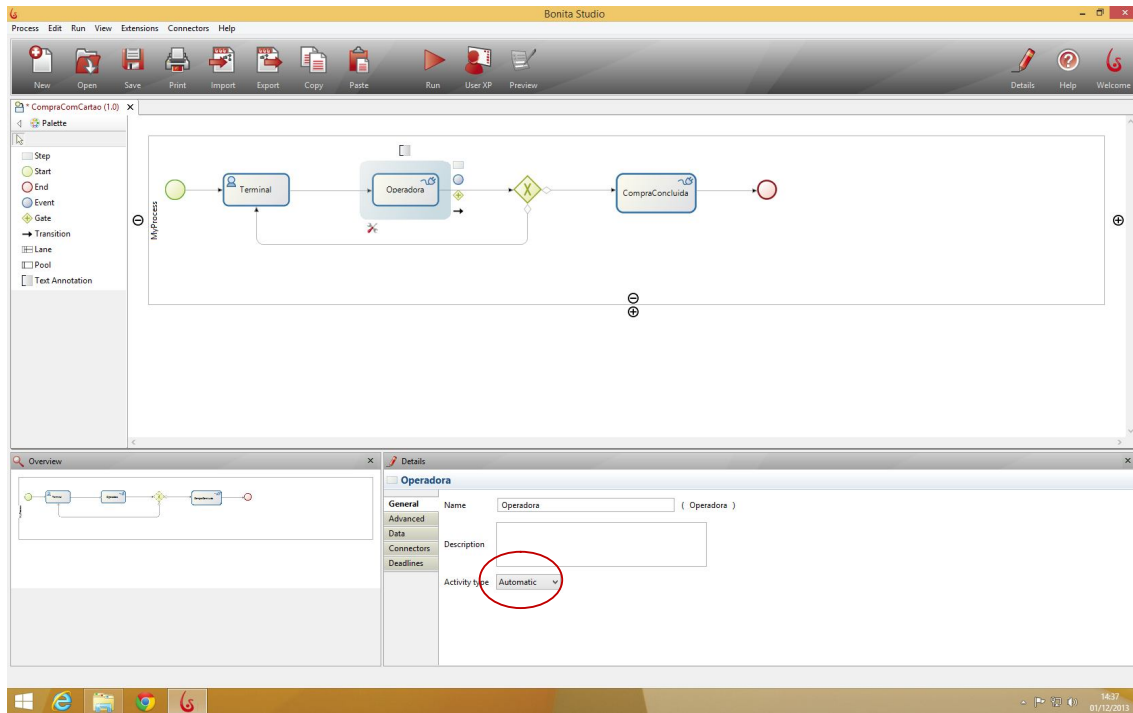 Bonita Studio
Process Edit Run View Extensions Connectors Help
New Open Save Print Import Export Copy Paste Run User XP Preview Details Help Welcome
* CompraComCartao (1.0)
Palette
Step
Start
End
Event
Gate
Transition
Lane
Pool
Text Annotation
MyProcess
Terminal
Operadora
X
CompraConcluida
Overview
Details
Operadora
General
Advanced
Data
Connectors
Deadlines
Name Operadora ( Operadora )
Description
Activity type Automatic
14:37
01/12/2013